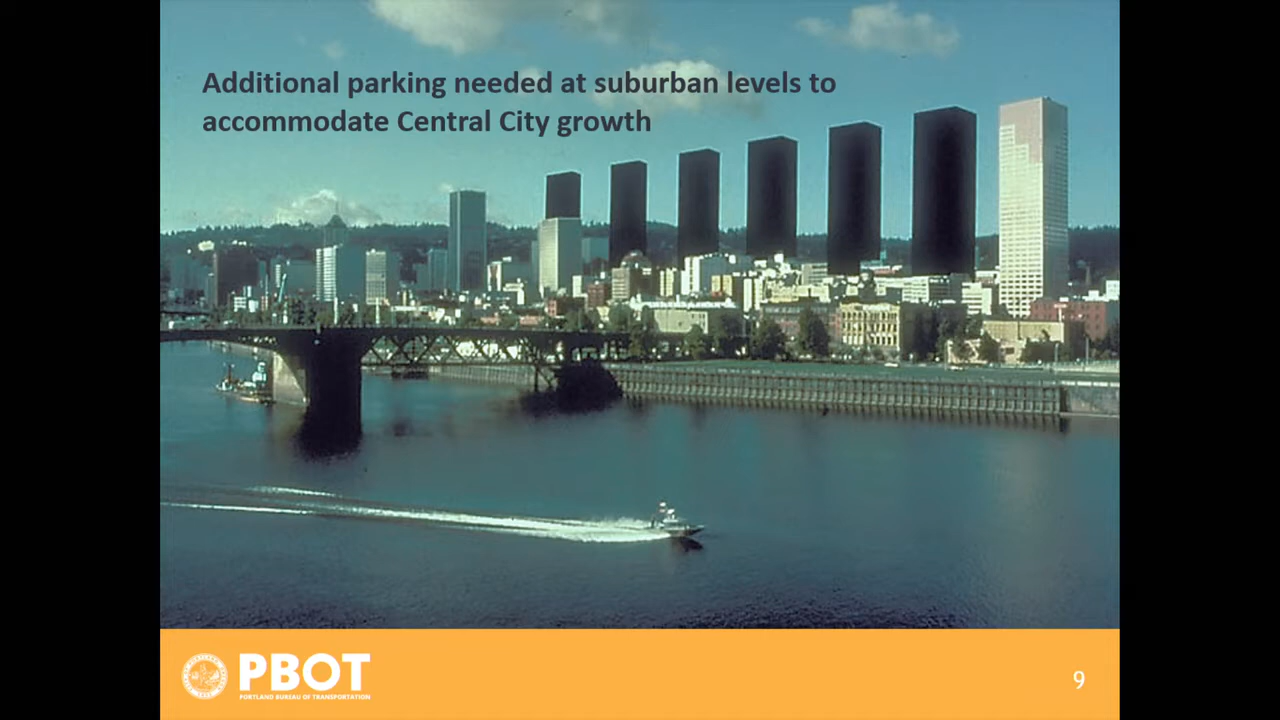 Additional parking needed at suburban levels to
accommodate Central City growth
PBOT
PORTLAND BUREAU OF TRANSPORTATION
9